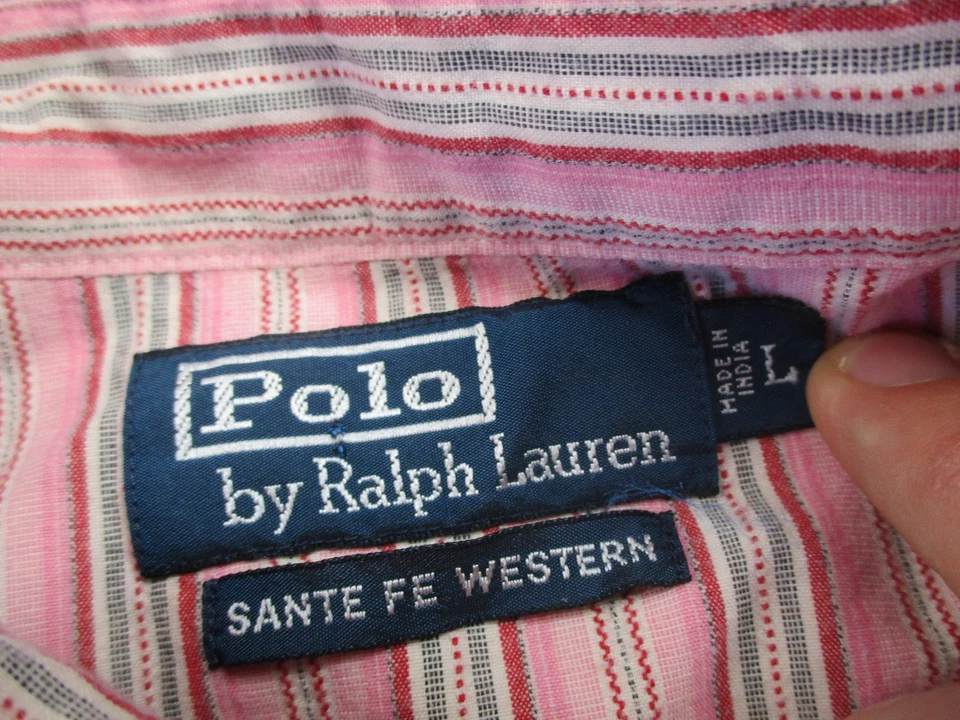 Polo
by Ralph Lauren
MADE IN
INDIA
L
SANTE FE WESTERN